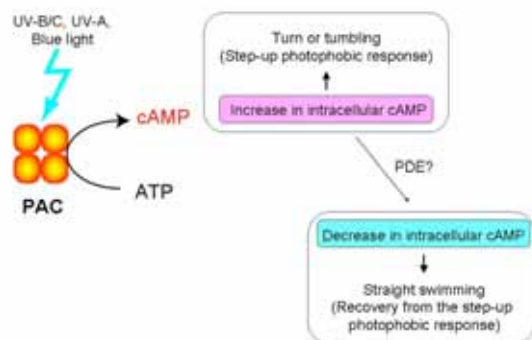 UV-B/C, UV-A,
Blue light
PAC
cAMP
ATP
Turn or tumbling
(Step-up photophobic response)
Increase in intracellular cAMP
PDE?
Decrease in intracellular cAMP
Straight swimming
(Recovery from the step-up
photophobic response)